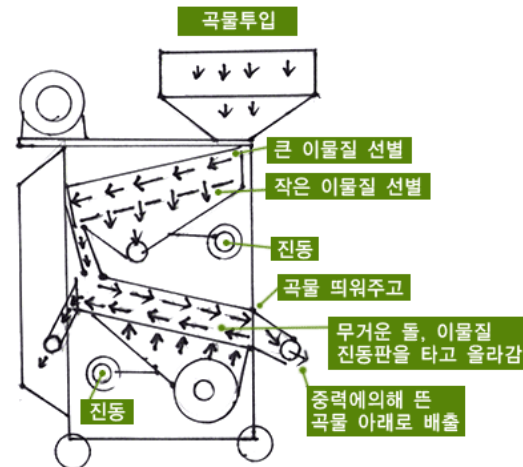 곡물투입
큰 이물질 선별
작은 이물질 선별
진동
곡물 띄워주고
무거운 돌, 이물질
진동판을 타고 올라감
진동
중력에의해 뜬
곡물 아래로 배출